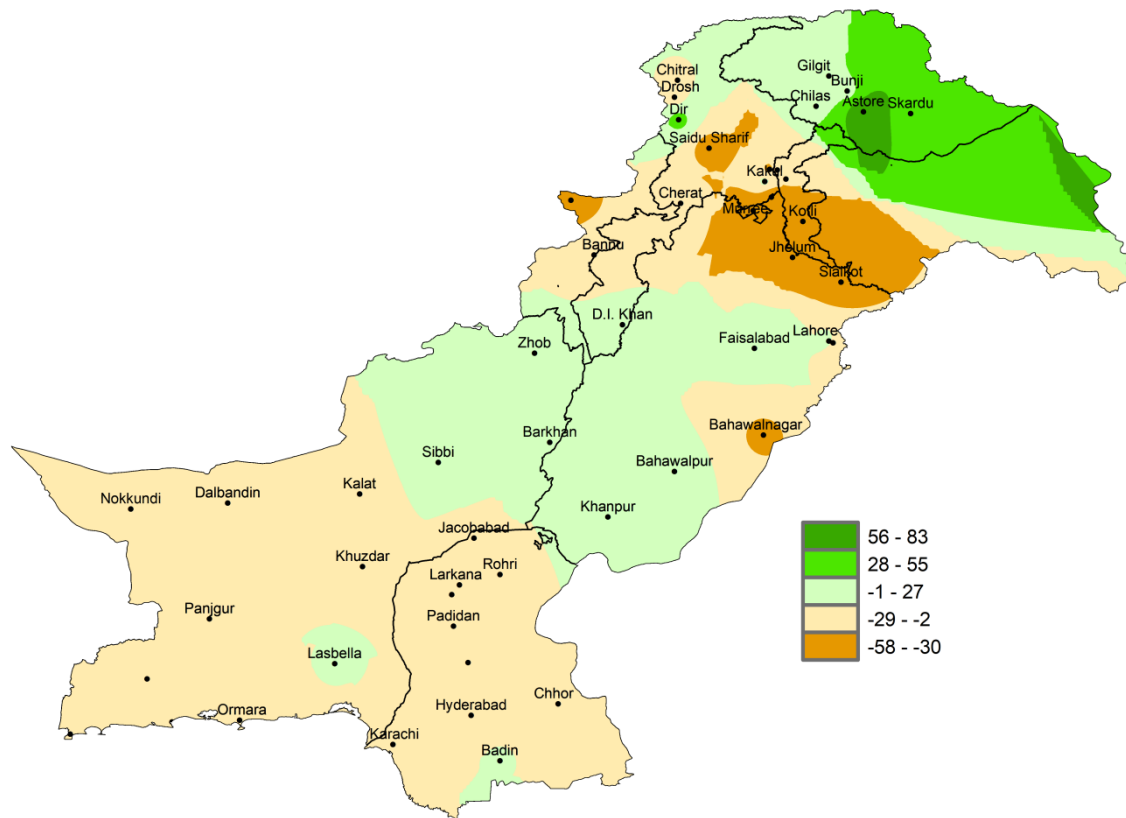 Chitral
Gilgit
Bunji
Drosh
Chilas
Astore
Skardu
Dir
Saidu Sharif
Kakul
Cherat
Murree
Kotli
Bannu
Jhelum
Sialkot
D.I. Khan
Zhob
Faisalabad
Lahore
Bahawalnagar
Barkhan
Sibbi
Bahawalpur
Kalat
Nokkundi
Dalbandin
Khanpur
Jacobabad
Khuzdar
Rohri
Larkana
Panjgur
Padidan
Lasbella
Chhor
Ormara
Hyderabad
Karachi
Badin
56 - 83
28 - 55
-1 - 27
-29 - -2
-58 - -30